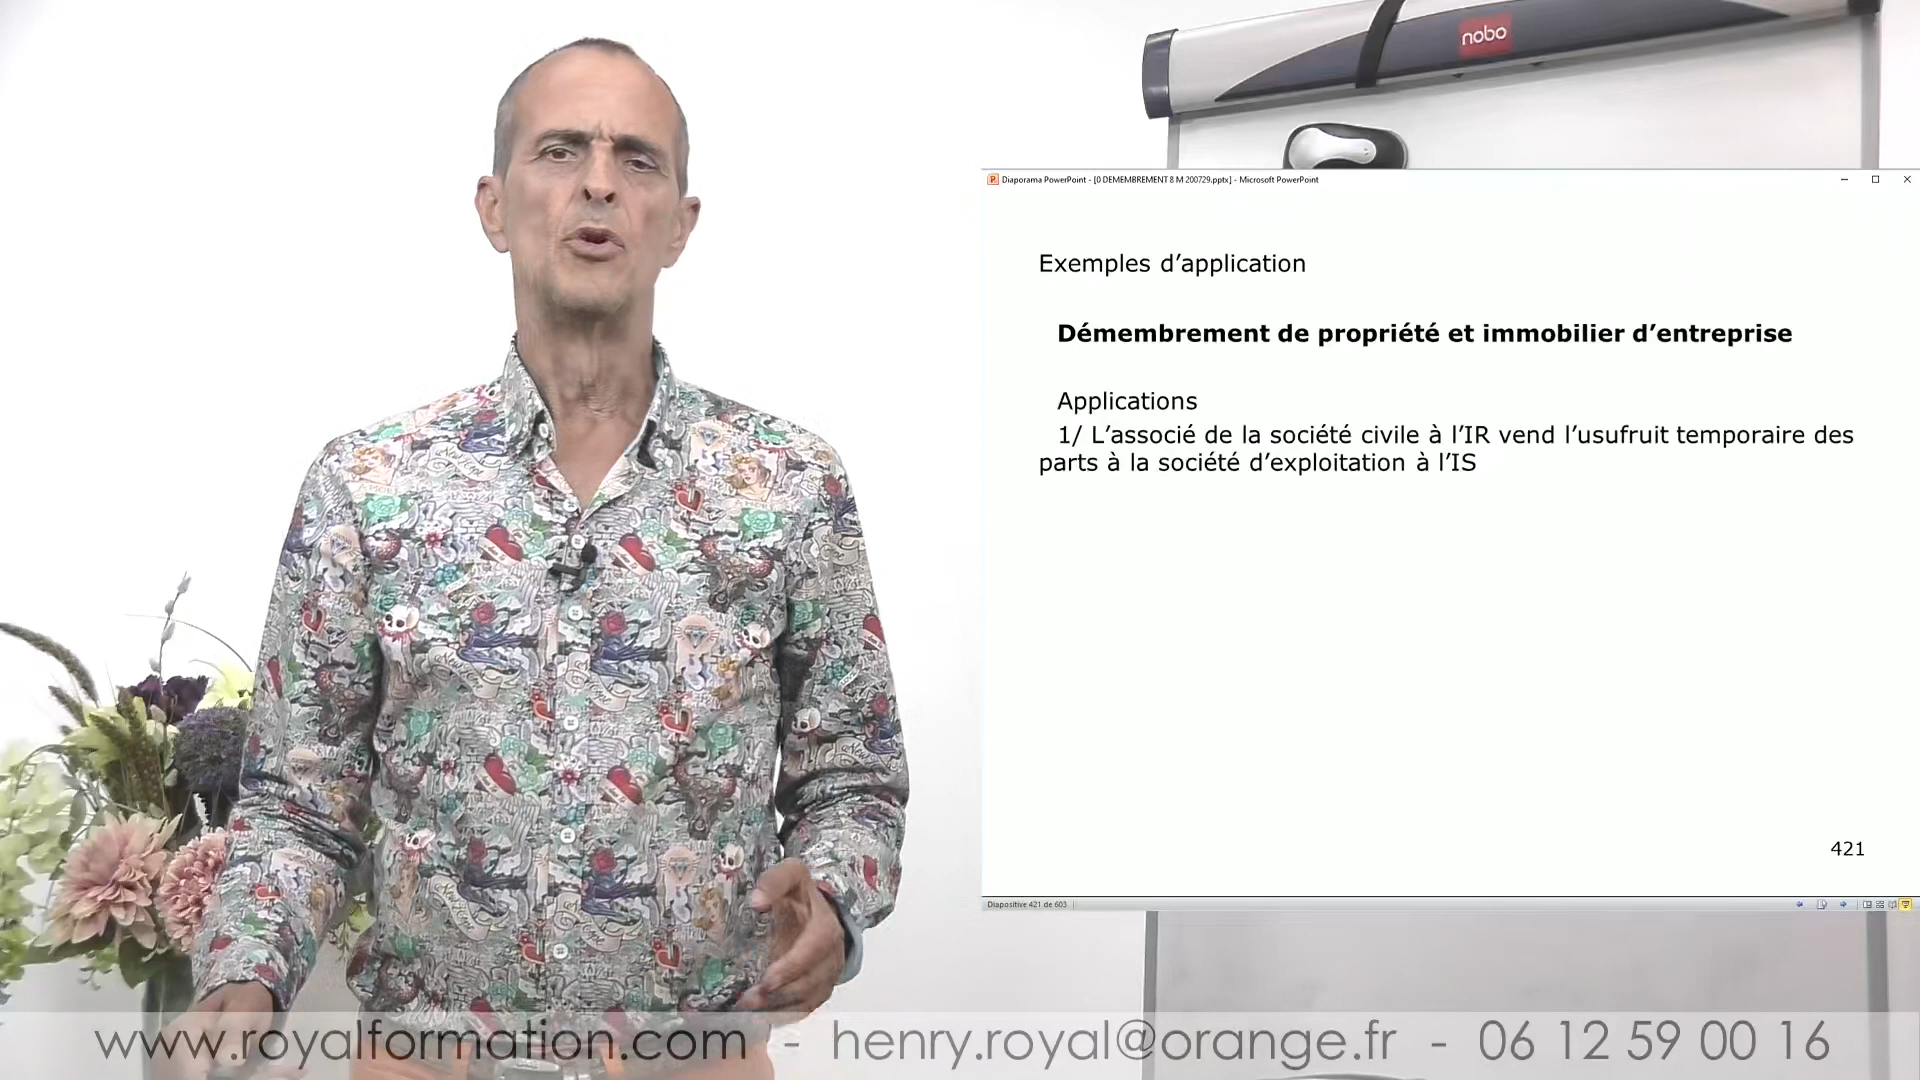 nobo
Diaporama PowerPoint - [0 DEMEMBREMENT 8 M 200729.pptx] - Microsoft PowerPoint
Exemples d’application
Démembrement de propriété et immobilier d’entreprise
Applications
1/ L’associé de la société civile à l’IR vend l’usufruit temporaire des
parts à la société d’exploitation à l’IS
421
Diapositive 421 de 603
www.royalformation.com - henry.royal@orange.fr - 06 12 59 00 16